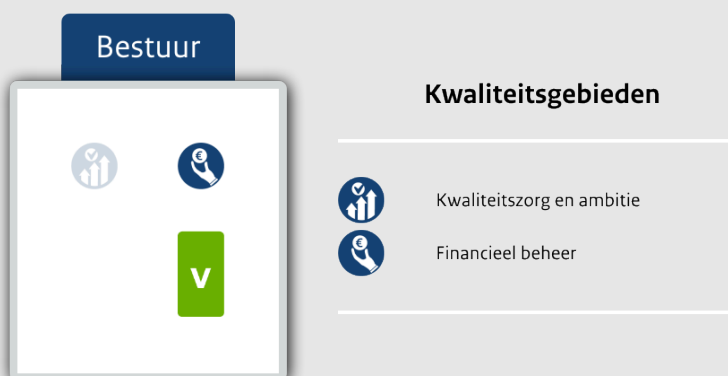 Bestuur
Kwaliteitsgebieden
€
Kwaliteitszorg en ambitie
€
Financieel beheer
V